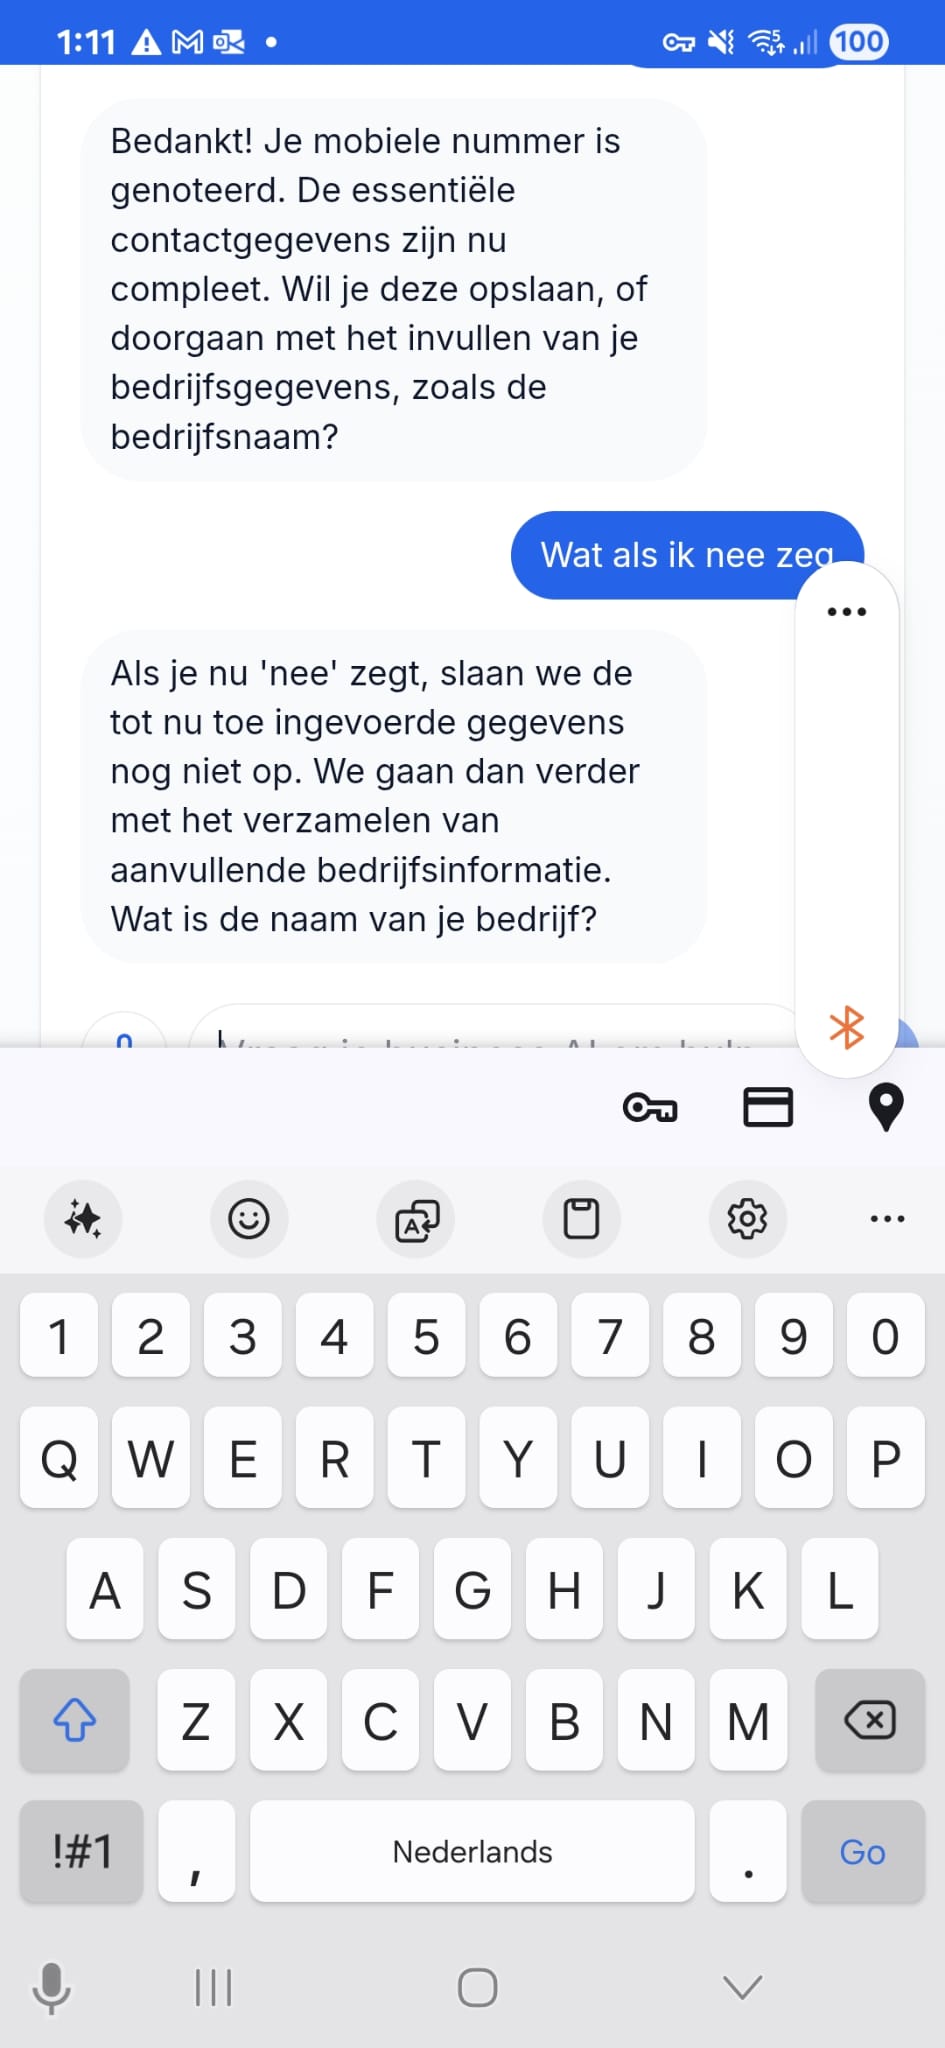 1:11
5
100
Bedankt! Je mobiele nummer is
genoteerd. De essentiële
contactgegevens zijn nu
compleet. Wil je deze opslaan, of
doorgaan met het invullen van je
bedrijfsgegevens, zoals de
bedrijfsnaam?
Wat als ik nee zeg
Als je nu 'nee' zegt, slaan we de
tot nu toe ingevoerde gegevens
nog niet op. We gaan dan verder
met het verzamelen van
aanvullende bedrijfsinformatie.
Wat is de naam van je bedrijf?
1 2 3 4 5 6 7 8 9 0
Q W E R T Y U I O P
A S D F G H J K L
Z X C V B N M
!#1 , Nederlands . Go